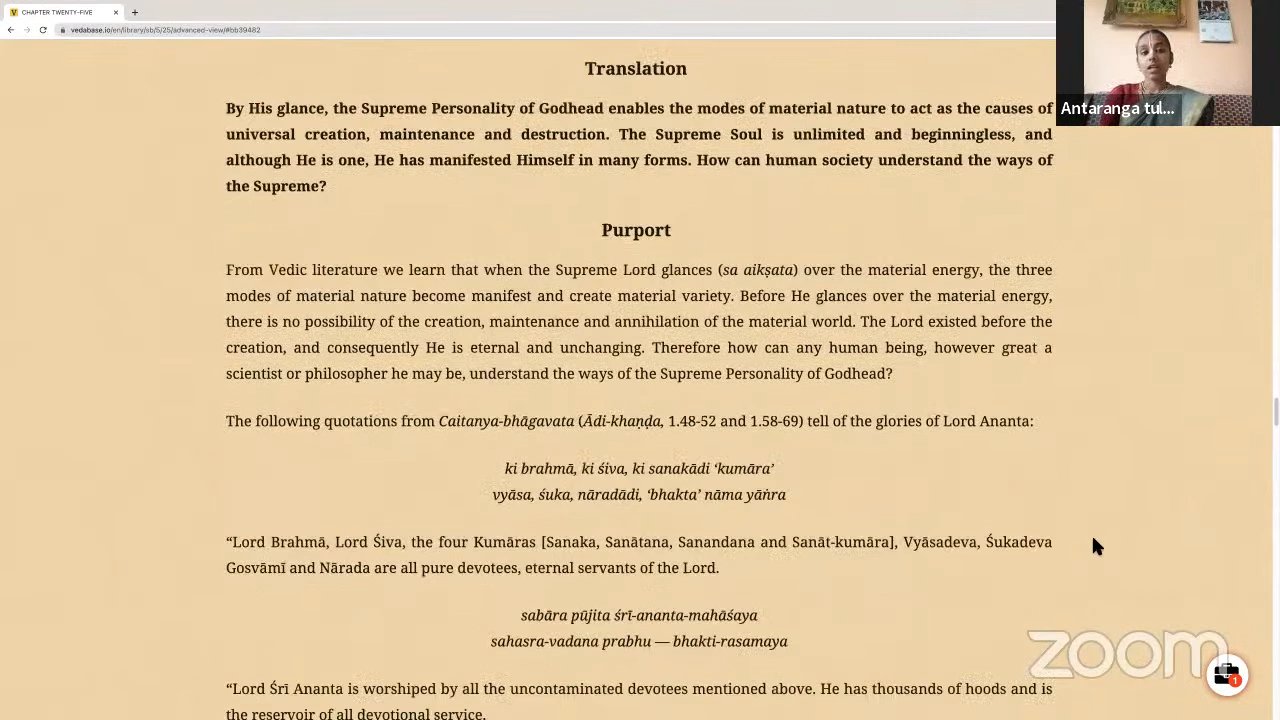 CHAPTER TWENTY-FIVE
vedabase.io/en/library/sb/5/25/advanced-view/#bb39482
Antaranga tul...
Translation
By His glance, the Supreme Personality of Godhead enables the modes of material nature to act as the causes of
universal creation, maintenance and destruction. The Supreme Soul is unlimited and beginningless, and
although He is one, He has manifested Himself in many forms. How can human society understand the ways of
the Supreme?
Purport
From Vedic literature we learn that when the Supreme Lord glances (sa aikṣata) over the material energy, the three
modes of material nature become manifest and create material variety. Before He glances over the material energy,
there is no possibility of the creation, maintenance and annihilation of the material world. The Lord existed before the
creation, and consequently He is eternal and unchanging. Therefore how can any human being, however great a
scientist or philosopher he may be, understand the ways of the Supreme Personality of Godhead?
The following quotations from Caitanya-bhāgavata (Ādi-khaṇḍa, 1.48-52 and 1.58-69) tell of the glories of Lord Ananta:
ki brahmā, ki śiva, ki sanakādi ‘kumāra’
vyāsa, śuka, nāradādi, ‘bhakta’ nāma yāṅra
“Lord Brahmā, Lord Śiva, the four Kumāras [Sanaka, Sanātana, Sanandana and Sanāt-kumāra], Vyāsadeva, Śukadeva
Gosvāmī and Nārada are all pure devotees, eternal servants of the Lord.
sabāra pūjita śrī-ananta-mahāśaya
sahasra-vadana prabhu — bhakti-rasamaya
“Lord Śrī Ananta is worshiped by all the uncontaminated devotees mentioned above. He has thousands of hoods and is
the reservoir of all devotional service.
zoom
1